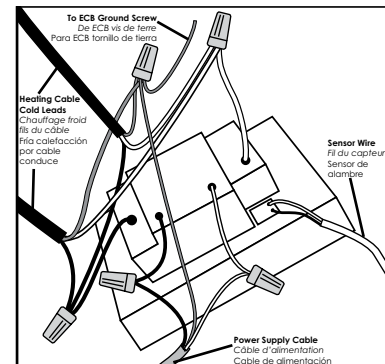 To ECB Ground Screw
De ECB vis de terre
Para ECB tornillo de tierra
Heating Cable
Cold Leads
Chauffage froid
fils du câble
Fría calefacción
por cable
conduce
Sensor Wire
Fil du capteur
Sensor de
alambre
Power Supply Cable
Câble d'alimentation
Cable de alimentación